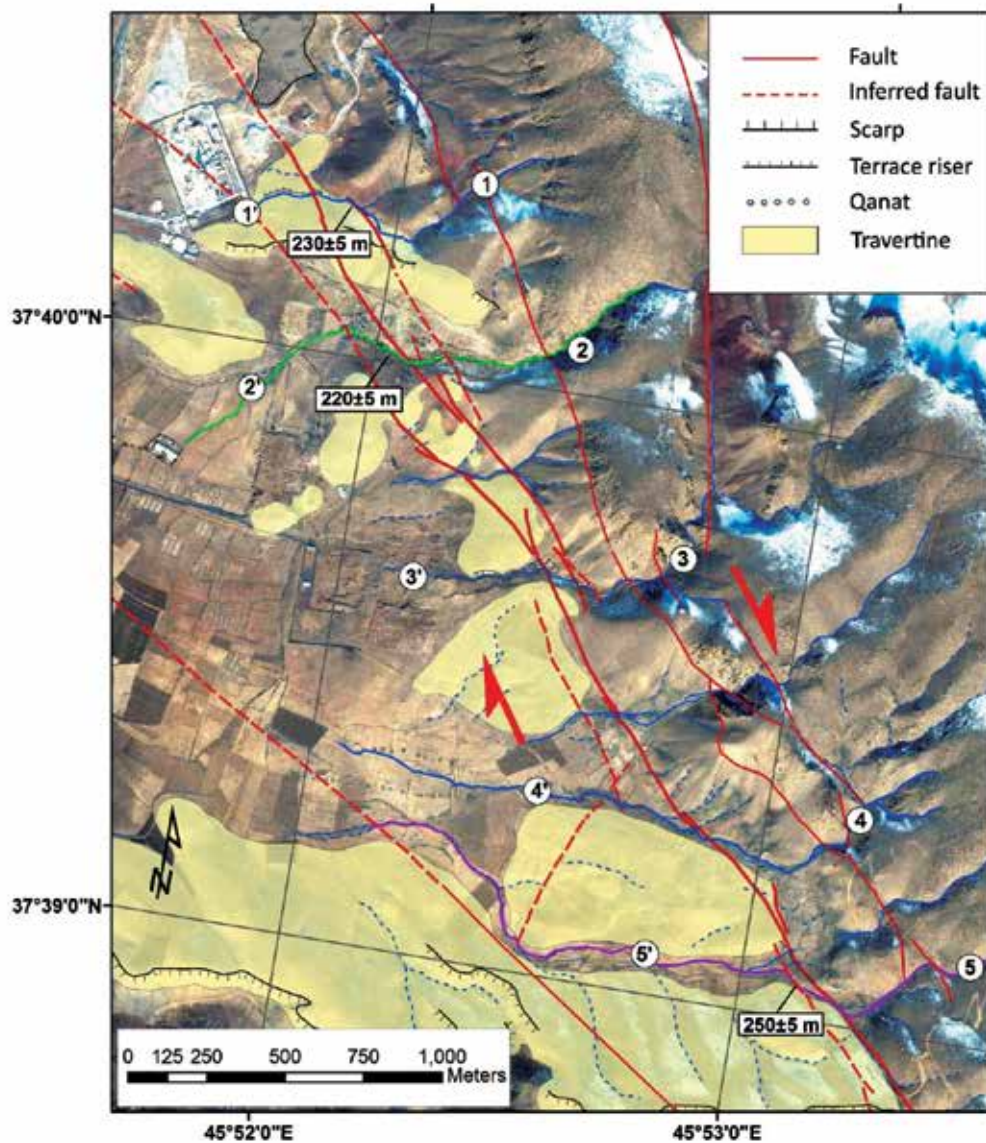 Fault
Inferred fault
Scarp
Terrace riser
Qanat
Travertine
1
1'
230±5 m
37°40'0"N
2
2'
220±5 m
3
3'
4'
4
N
37°39'0"N
5'
5
250±5 m
0 125 250 500 750 1,000
Meters
45°52'0"E 45°53'0"E